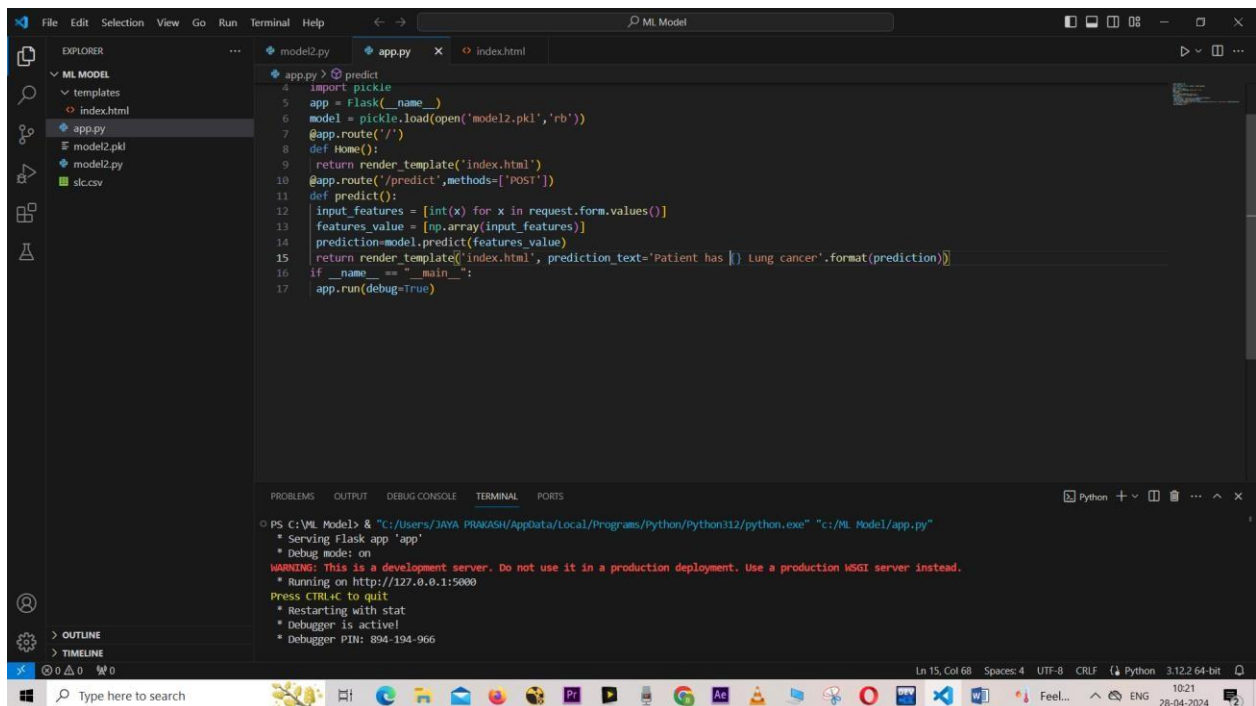 File Edit Selection View Go Run Terminal Help
ML Model
EXPLORER
model2.py app.py index.html
ML MODEL
app.py > predict
templates
index.html
app.py
model2.pkl
model2.py
slc.csv
4 import pickle
5 app = Flask(__name__)
6 model = pickle.load(open('model2.pkl','rb'))
7 @app.route('/')
8 def Home():
9 return render_template('index.html')
10 @app.route('/predict',methods=['POST'])
11 def predict():
12 input_features = [int(x) for x in request.form.values()]
13 features_value = [np.array(input_features)]
14 prediction=model.predict(features_value)
15 return render_template('index.html', prediction_text='Patient has {} Lung cancer'.format(prediction))
16 if __name__ == "__main__":
17 app.run(debug=True)
PROBLEMS OUTPUT DEBUG CONSOLE TERMINAL PORTS
Python
PS C:\ML Model> & "C:/Users/JAYA PRAKASH/AppData/Local/Programs/Python/Python312/python.exe" "c:/ML Model/app.py"
* Serving Flask app 'app'
* Debug mode: on
WARNING: This is a development server. Do not use it in a production deployment. Use a production WSGI server instead.
* Running on http://127.0.0.1:5000
Press CTRL+C to quit
* Restarting with stat
* Debugger is active!
* Debugger PIN: 894-194-966
OUTLINE
TIMELINE
0 0 0
Ln 15, Col 68 Spaces: 4 UTF-8 CRLF Python 3.12.2 64-bit
Type here to search
Pr
Ae
DEV
W
Feel...
ENG
10:21
28-04-2024
2